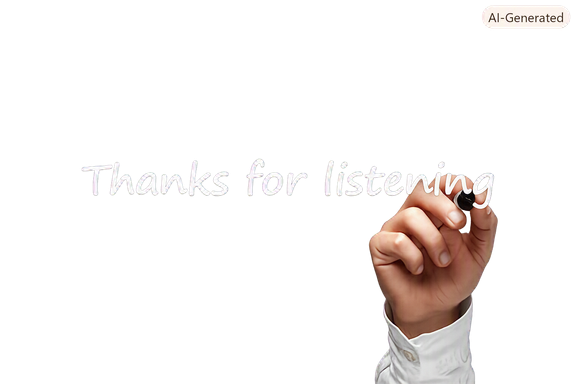 AI-Generated
Thanks for listening